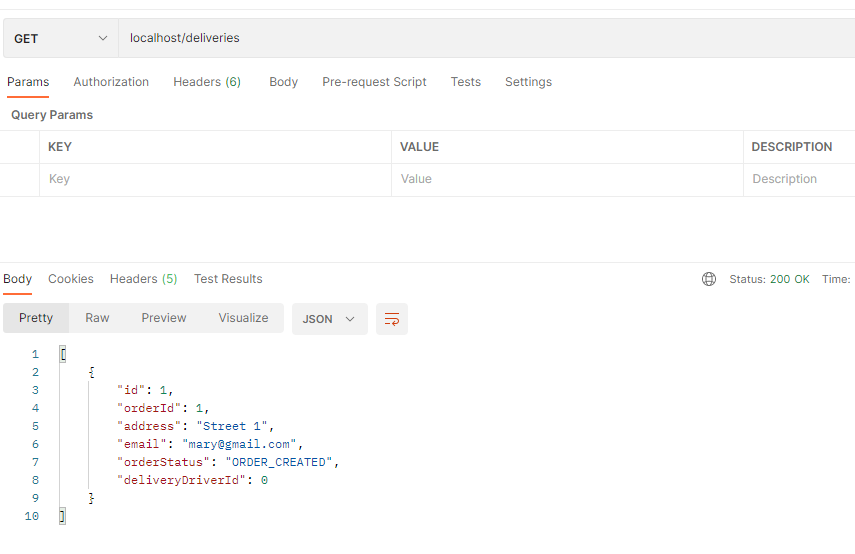 GET localhost/deliveries
Params Authorization Headers (6) Body Pre-request Script Tests Settings
Query Params
KEY VALUE DESCRIPTION
Key Value Description
Body Cookies Headers (5) Test Results Status: 200 OK Time:
Pretty Raw Preview Visualize JSON
1 [
2 {
3 "id": 1,
4 "orderId": 1,
5 "address": "Street 1",
6 "email": "mary@gmail.com",
7 "orderStatus": "ORDER_CREATED",
8 "deliveryDriverId": 0
9 }
10 ]